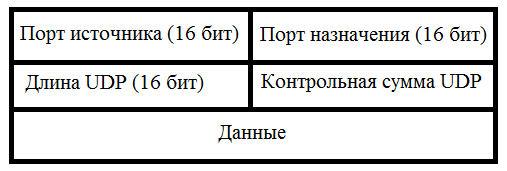 Порт источника (16 бит)
Порт назначения (16 бит)
Длина UDP (16 бит)
Контрольная сумма UDP
Данные